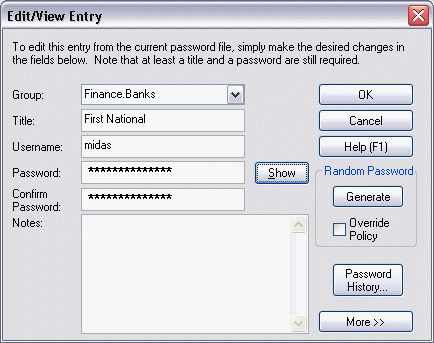 Edit/View Entry
To edit this entry from the current password file, simply make the desired changes in
the fields below. Note that at least a title and a password are still required.
Group: Finance.Banks OK
Title: First National Cancel
Username: midas Help (F1)
Password: ************** Show Random Password
Confirm
Password: ************** Generate
Notes: Override
Policy
Password
History...
More >>